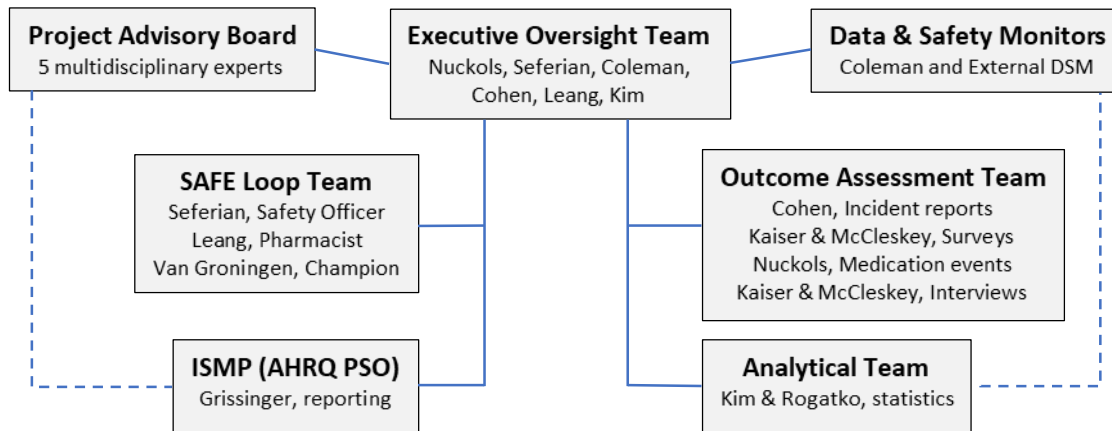 Project Advisory Board
5 multidisciplinary experts
Executive Oversight Team
Nuckols, Seferian, Coleman,
Cohen, Leang, Kim
Data & Safety Monitors
Coleman and External DSM
SAFE Loop Team
Seferian, Safety Officer
Leang, Pharmacist
Van Groningen, Champion
Outcome Assessment Team
Cohen, Incident reports
Kaiser & McCleskey, Surveys
Nuckols, Medication events
Kaiser & McCleskey, Interviews
ISMP (AHRQ PSO)
Grissinger, reporting
Analytical Team
Kim & Rogatko, statistics